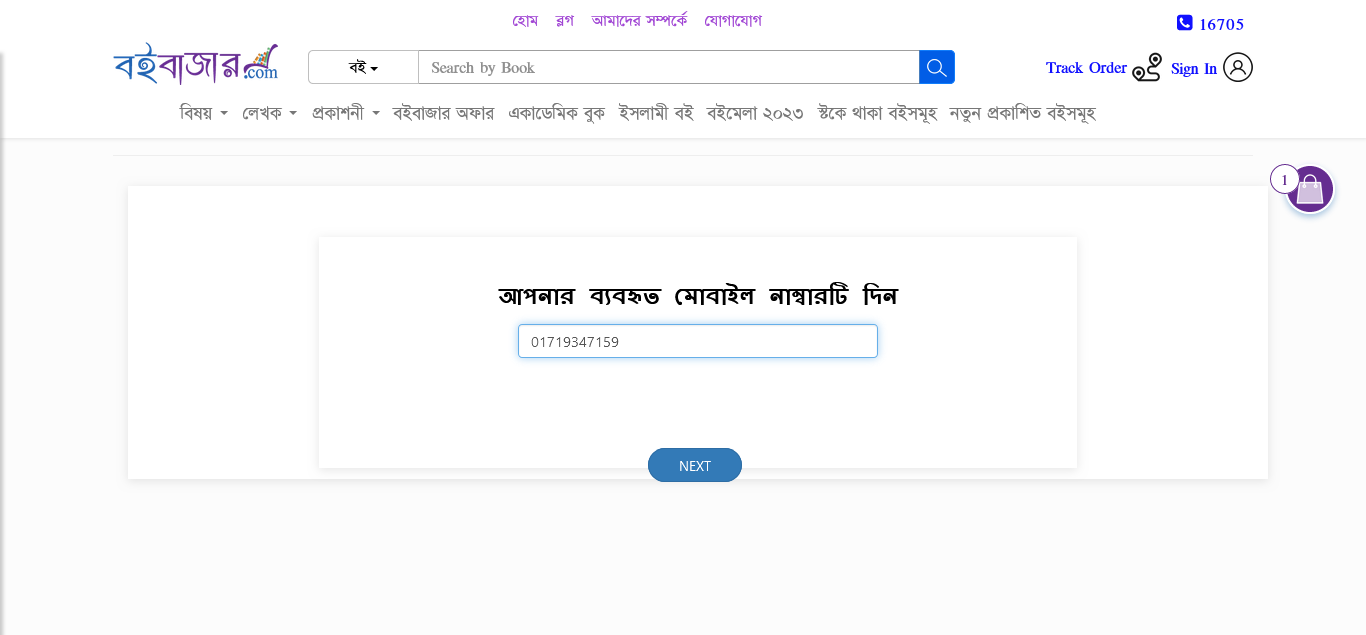 হোম ব্লগ আমাদের সম্পর্কে যোগাযোগ
16705
বইবাজার.com
বই
Search by Book
Track Order
Sign In
বিষয় লেখক প্রকাশনী বইবাজার অফার একাডেমিক বুক ইসলামী বই বইমেলা ২০২৩ স্টকে থাকা বইসমূহ নতুন প্রকাশিত বইসমূহ
1
আপনার ব্যবহৃত মোবাইল নাম্বারটি দিন
01719347159
NEXT